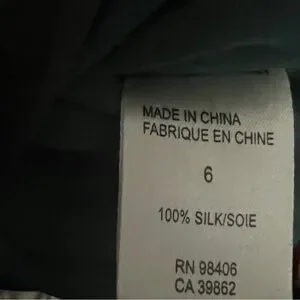 MADE IN CHINA
FABRIQUE EN CHINE
6
100% SILK/SOIE
RN 98406
CA 39862